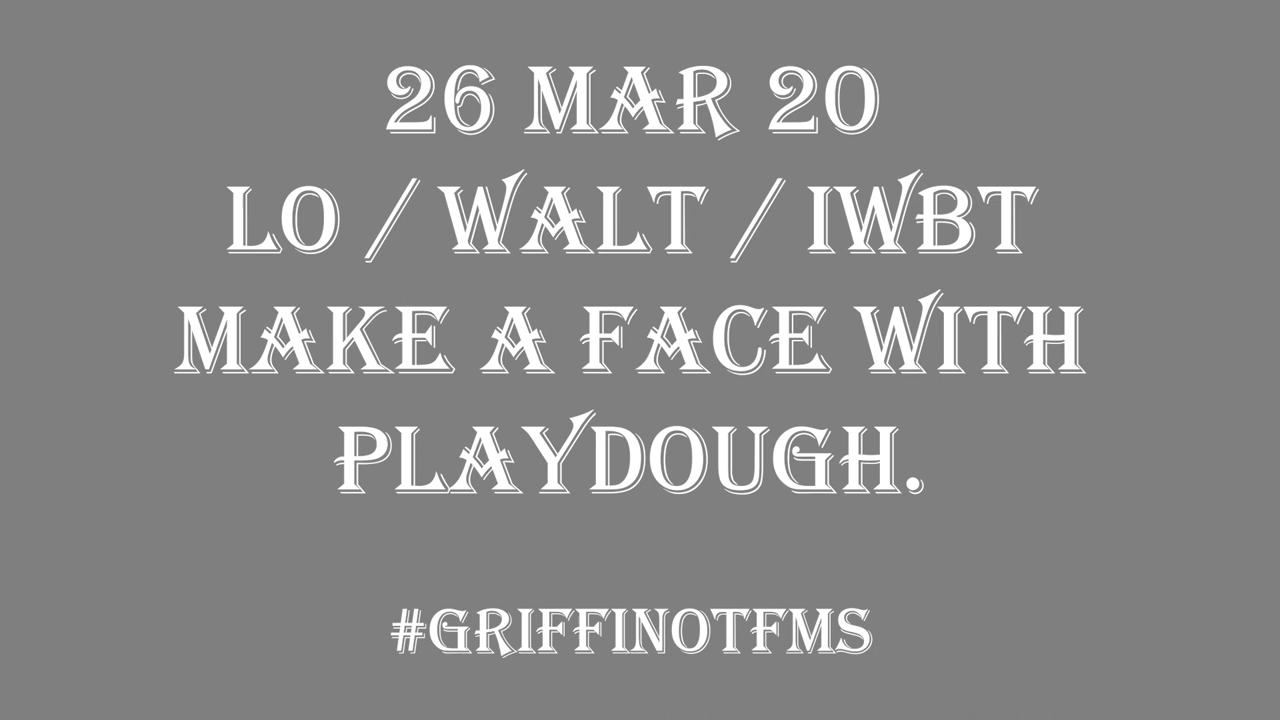 26 MAR 20
LO / WALT / IWBT
MAKE A FACE WITH
PLAYDOUGH.
#GRIFFINOTFMS